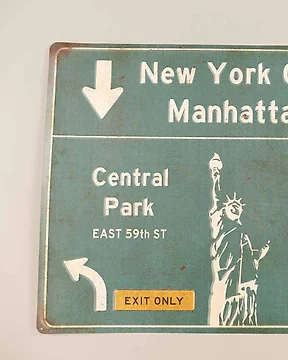 New York C
Manhatta
Central
Park
EAST 59th ST
EXIT ONLY